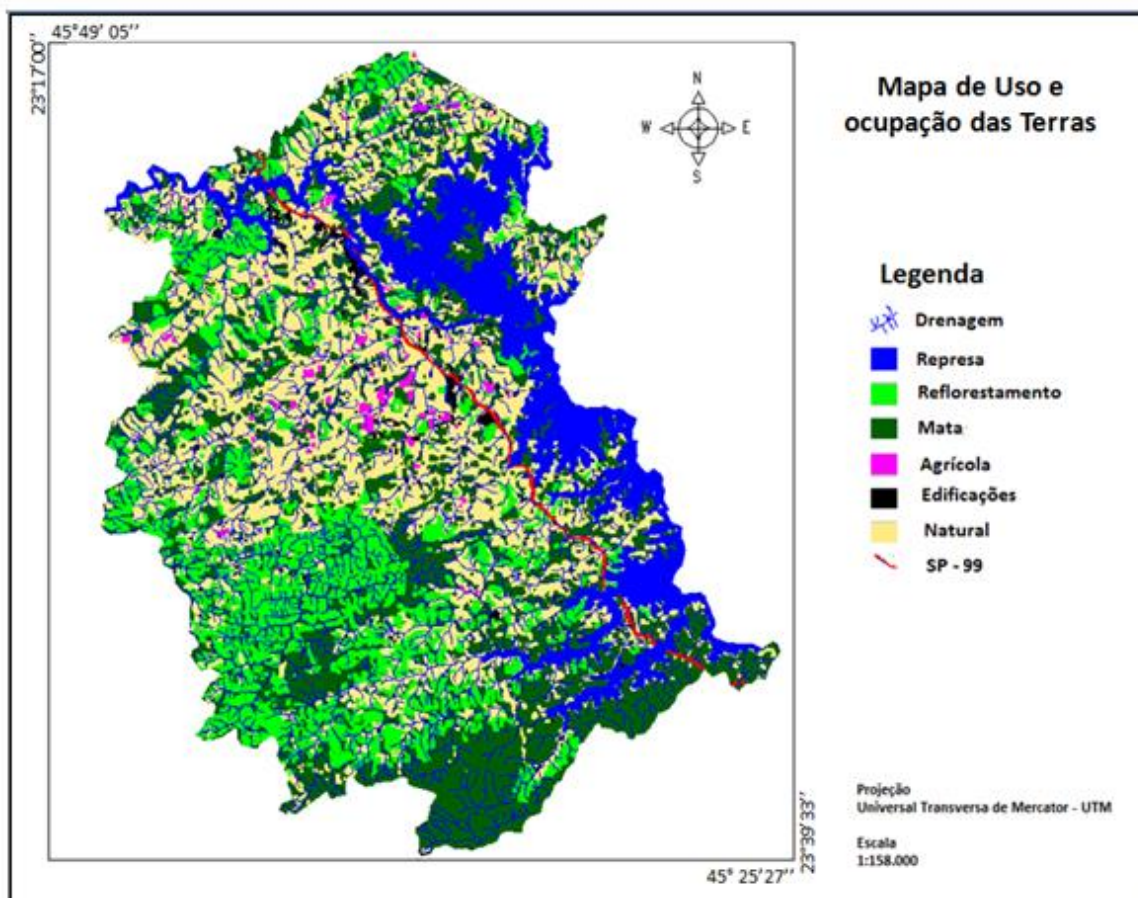 45°49' 05''
23°17'00''
N
W
E
S
Mapa de Uso e
ocupação das Terras
Legenda
Drenagem
Represa
Reflorestamento
Mata
Agrícola
Edificações
Natural
SP - 99
Projeção
Universal Transversa de Mercator - UTM
Escala
1:158.000
23°39'33''
45° 25'27''